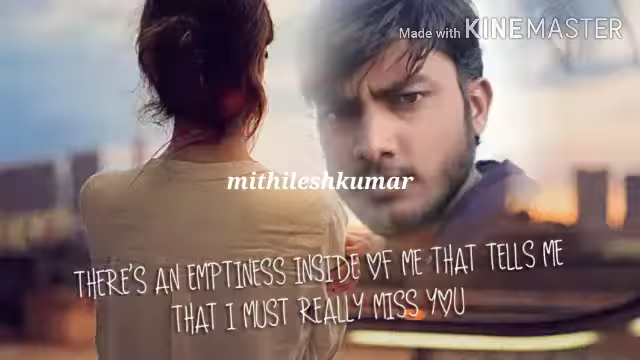 Made with KINEMASTER
mithileshkumar
THERE'S AN EMPTINESS INSIDE OF ME THAT TELLS ME
THAT I MUST REALLY MISS YOU